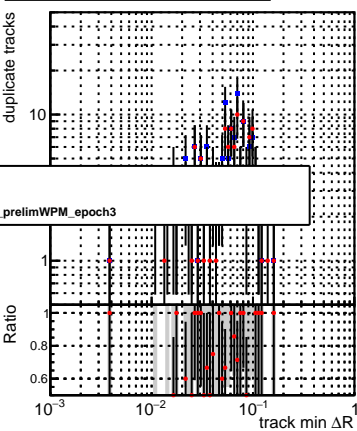 duplicate tracks
10
_prelimWPM_epoch3
1
Ratio
1
0.8
0.6
10⁻³ 10⁻² 10⁻¹ 1
track min ΔR